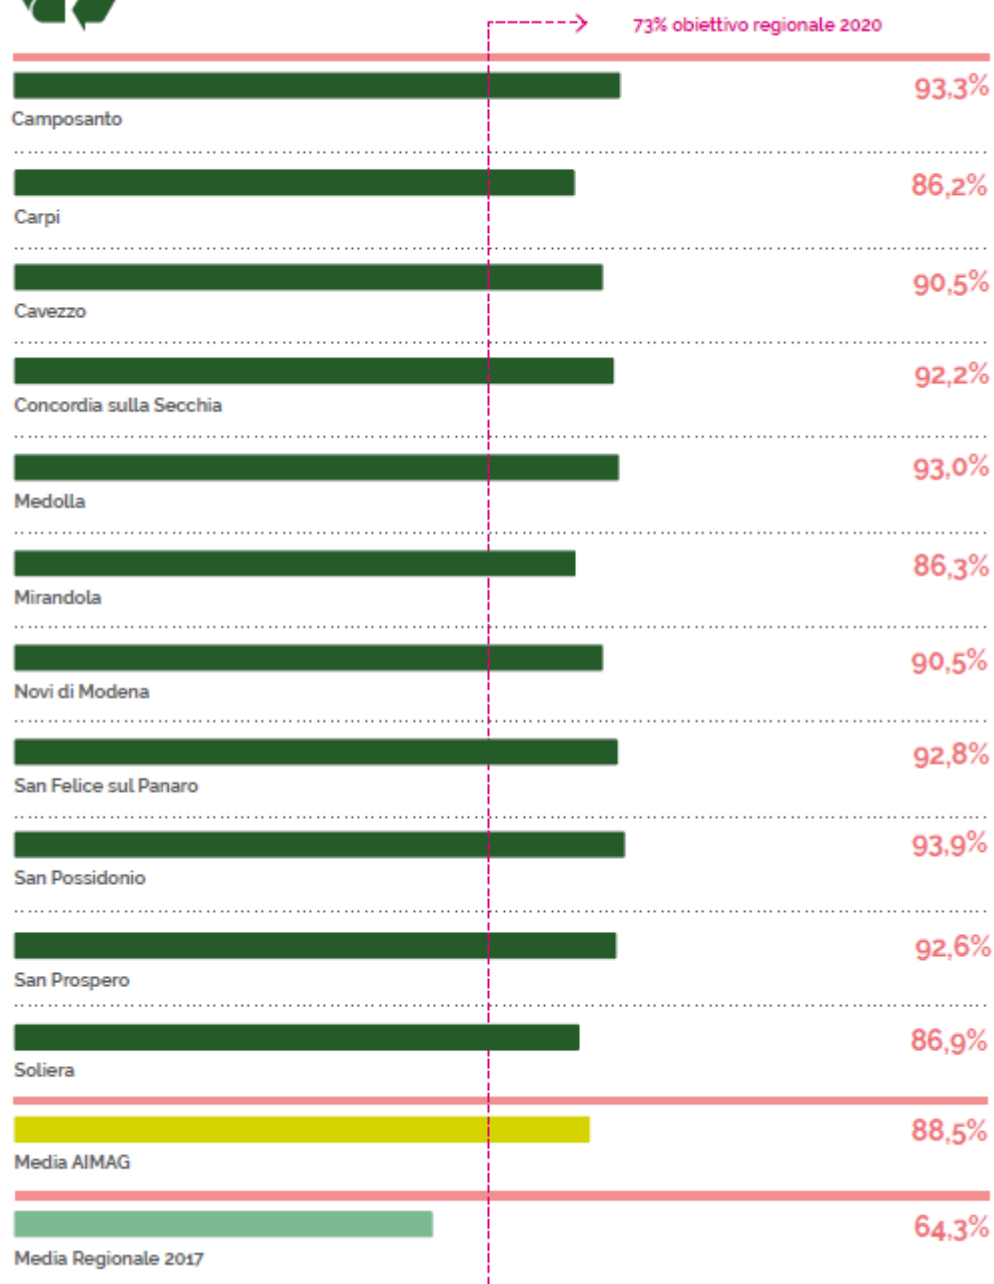 73% obiettivo regionale 2020
93,3%
Camposanto
86,2%
Carpi
90,5%
Cavezzo
92,2%
Concordia sulla Secchia
93,0%
Medolla
86,3%
Mirandola
90,5%
Novi di Modena
92,8%
San Felice sul Panaro
93,9%
San Possidonio
92,6%
San Prospero
86,9%
Soliera
88,5%
Media AIMAG
64,3%
Media Regionale 2017